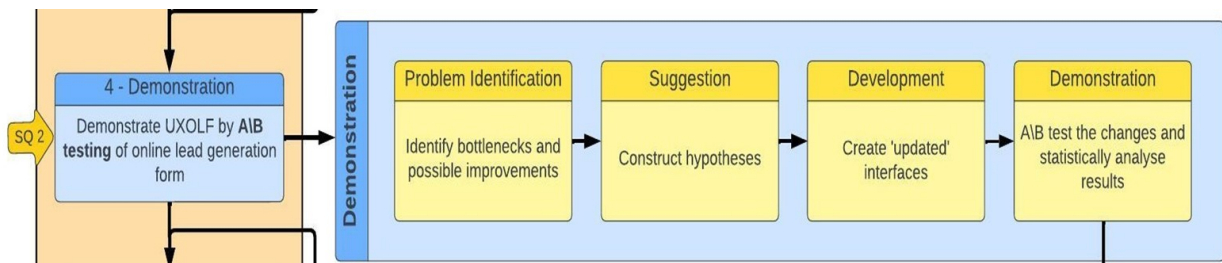 SQ 2
4 - Demonstration
Demonstrate UXOLF by A\B
testing of online lead generation
form
Demonstration
Problem Identification
Identify bottlenecks and
possible improvements
Suggestion
Construct hypotheses
Development
Create 'updated'
interfaces
Demonstration
A\B test the changes and
statistically analyse
results